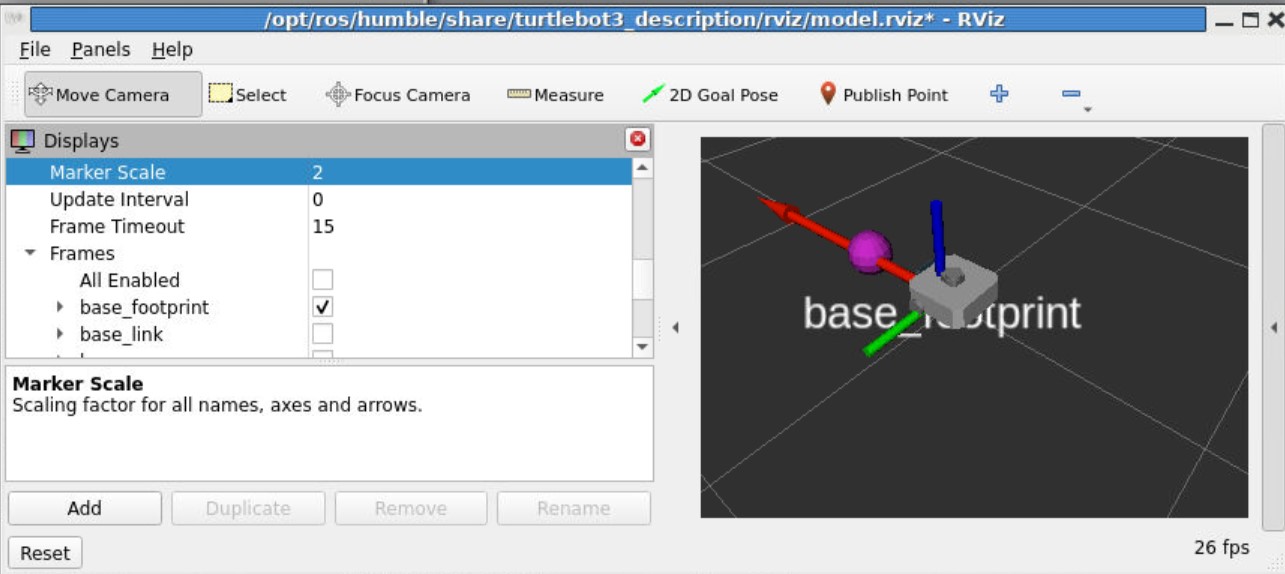 /opt/ros/humble/share/turtlebot3_description/rviz/model.rviz* - RViz
File Panels Help
Move Camera Select Focus Camera Measure 2D Goal Pose Publish Point
Displays
Marker Scale 2
Update Interval 0
Frame Timeout 15
Frames
All Enabled
base_footprint
base_link
base_footprint
Marker Scale
Scaling factor for all names, axes and arrows.
Add Duplicate Remove Rename
Reset 26 fps